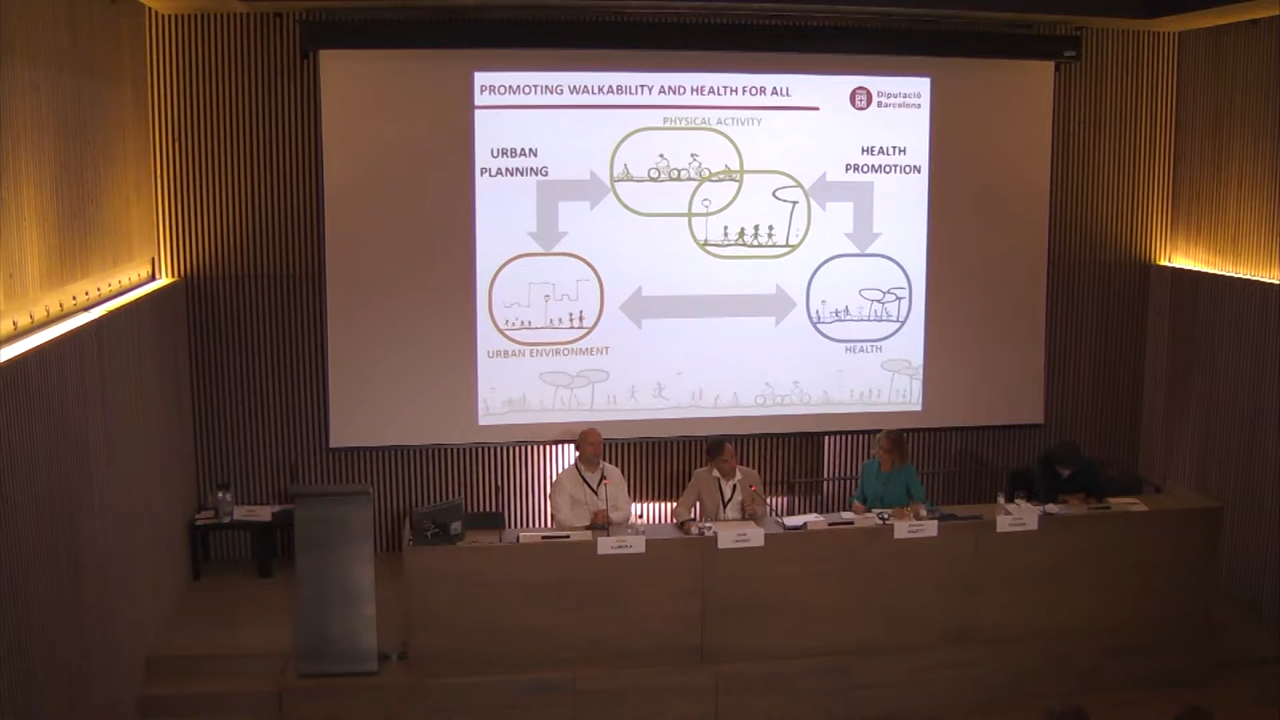 PROMOTING WALKABILITY AND HEALTH FOR ALL
Diputació
Barcelona
PHYSICAL ACTIVITY
URBAN
PLANNING
HEALTH
PROMOTION
URBAN ENVIRONMENT
HEALTH